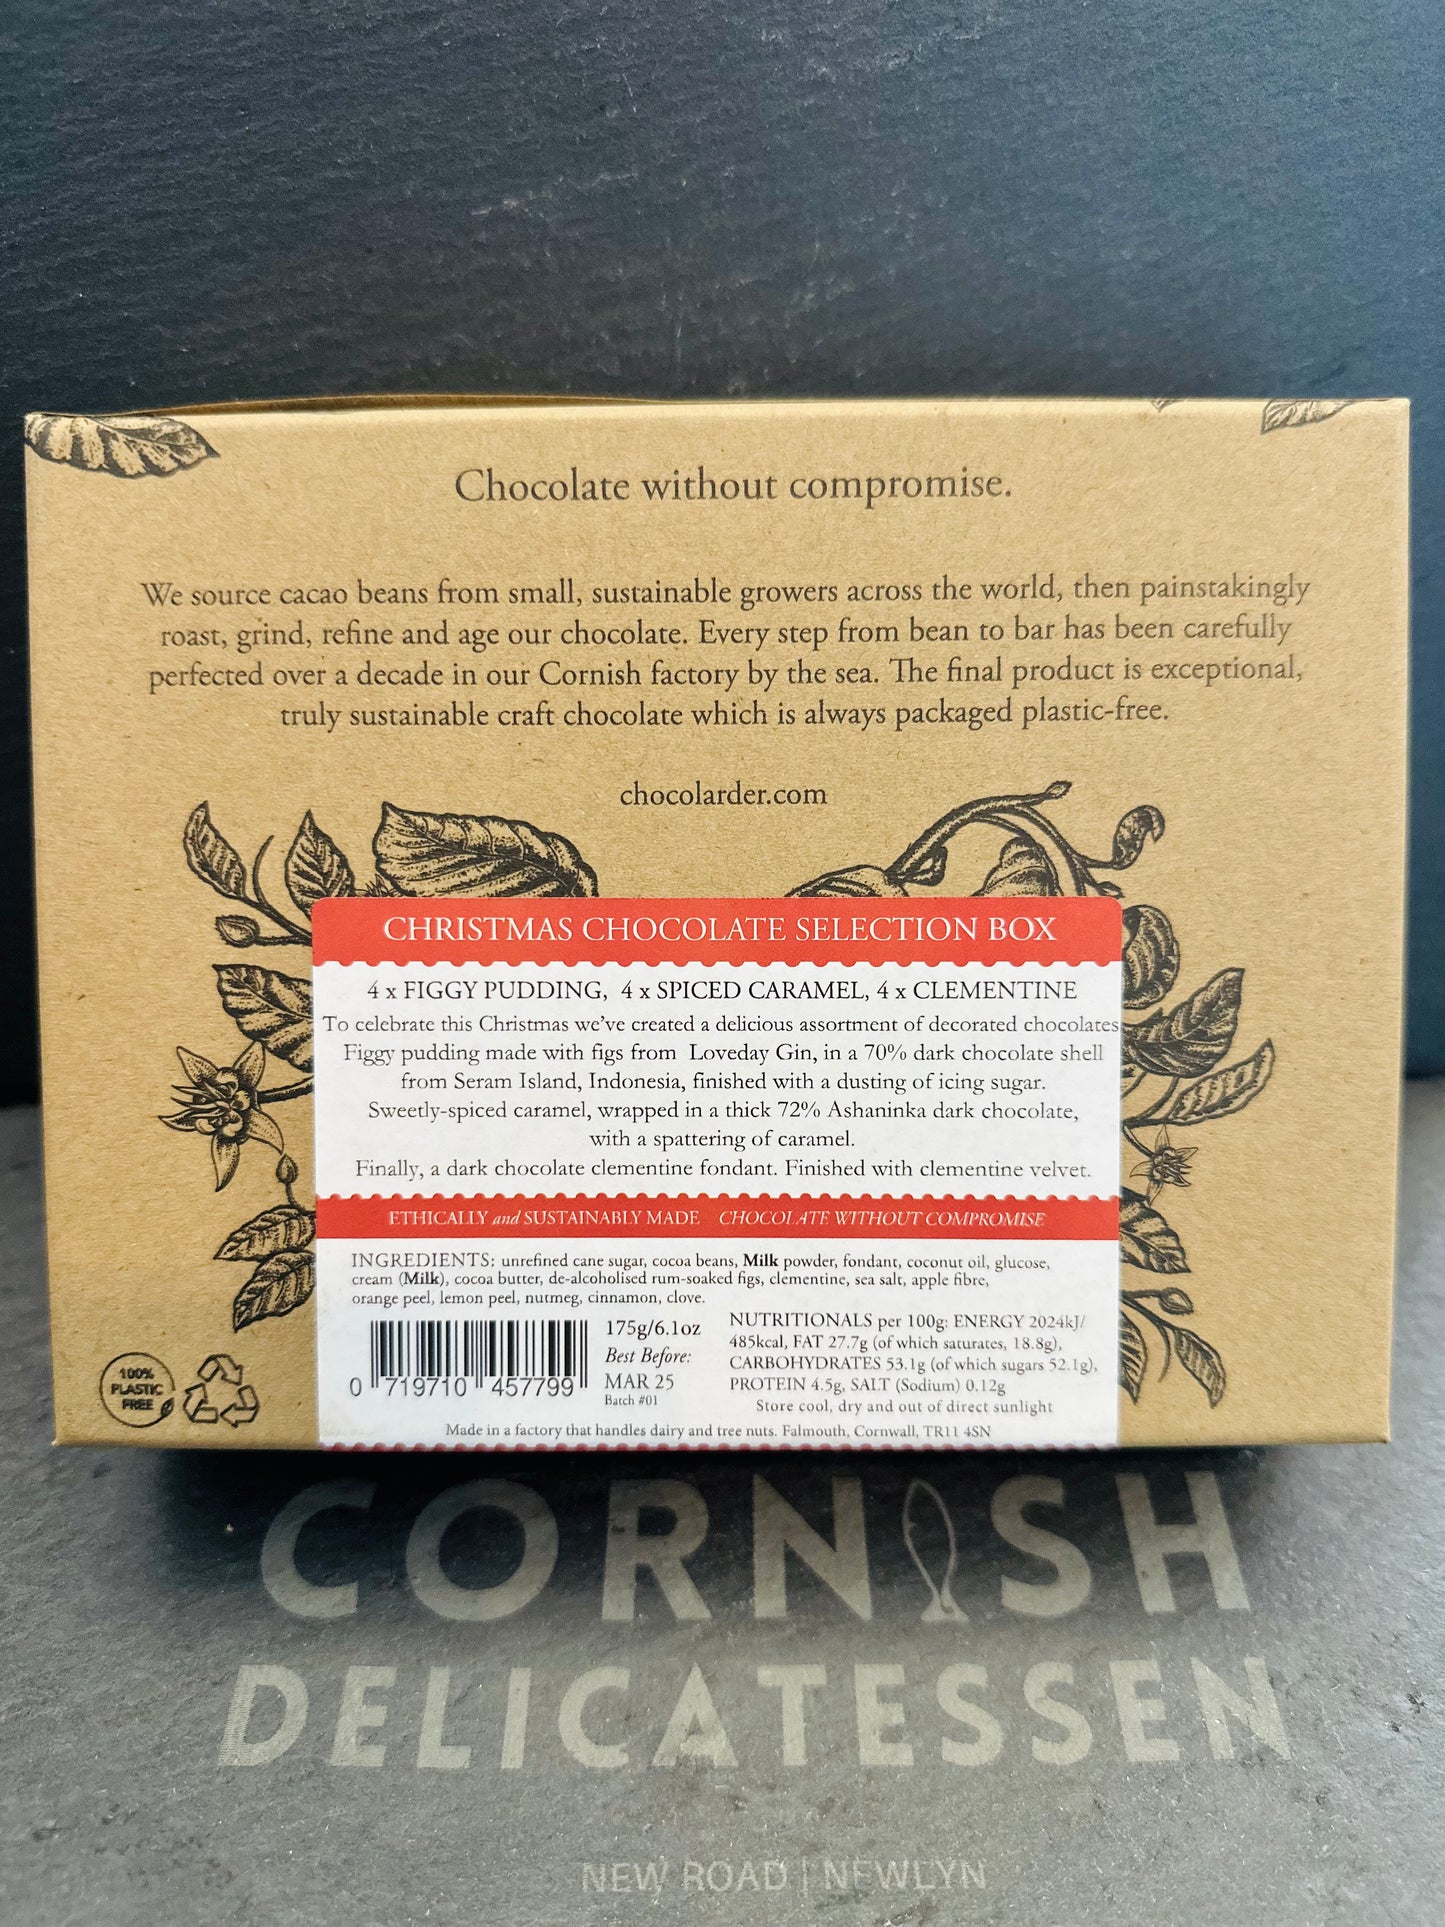 Chocolate without compromise.
We source cacao beans from small, sustainable growers across the world, then painstakingly
roast, grind, refine and age our chocolate. Every step from bean to bar has been carefully
perfected over a decade in our Cornish factory by the sea. The final product is exceptional,
truly sustainable craft chocolate which is always packaged plastic-free.
chocolarder.com
CHRISTMAS CHOCOLATE SELECTION BOX
4 x FIGGY PUDDING, 4 x SPICED CARAMEL, 4 x CLEMENTINE
To celebrate this Christmas we've created a delicious assortment of decorated chocolates
Figgy pudding made with figs from Loveday Gin, in a 70% dark chocolate shell
from Seram Island, Indonesia, finished with a dusting of icing sugar.
Sweetly-spiced caramel, wrapped in a thick 72% Ashaninka dark chocolate,
with a spattering of caramel.
Finally, a dark chocolate clementine fondant. Finished with clementine velvet.
ETHICALLY and SUSTAINABLY MADE CHOCOLATE WITHOUT COMPROMISE
INGREDIENTS: unrefined cane sugar, cocoa beans, Milk powder, fondant, coconut oil, glucose,
cream (Milk), cocoa butter, de-alcoholised rum-soaked figs, clementine, sea salt, apple fibre,
orange peel, lemon peel, nutmeg, cinnamon, clove.
0 719710 457799
175g/6.1oz
Best Before:
MAR 25
Batch #01
NUTRITIONALS per 100g: ENERGY 2024kJ/
485kcal, FAT 27.7g (of which saturates, 18.8g),
CARBOHYDRATES 53.1g (of which sugars 52.1g),
PROTEIN 4.5g, SALT (Sodium) 0.12g
Store cool, dry and out of direct sunlight
Made in a factory that handles dairy and tree nuts. Falmouth, Cornwall, TR11 4SN
100%
PLASTIC
FREE
CORNISH
DELICATESSEN
NEW ROAD | NEWLYN